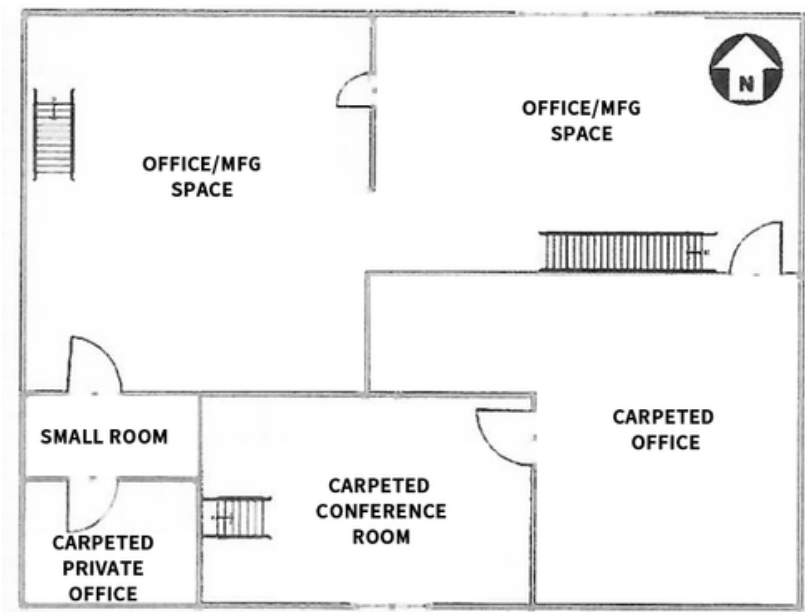 OFFICE/MFG
SPACE
OFFICE/MFG
SPACE
N
SMALL ROOM
CARPETED
OFFICE
CARPETED
CONFERENCE
ROOM
CARPETED
PRIVATE
OFFICE